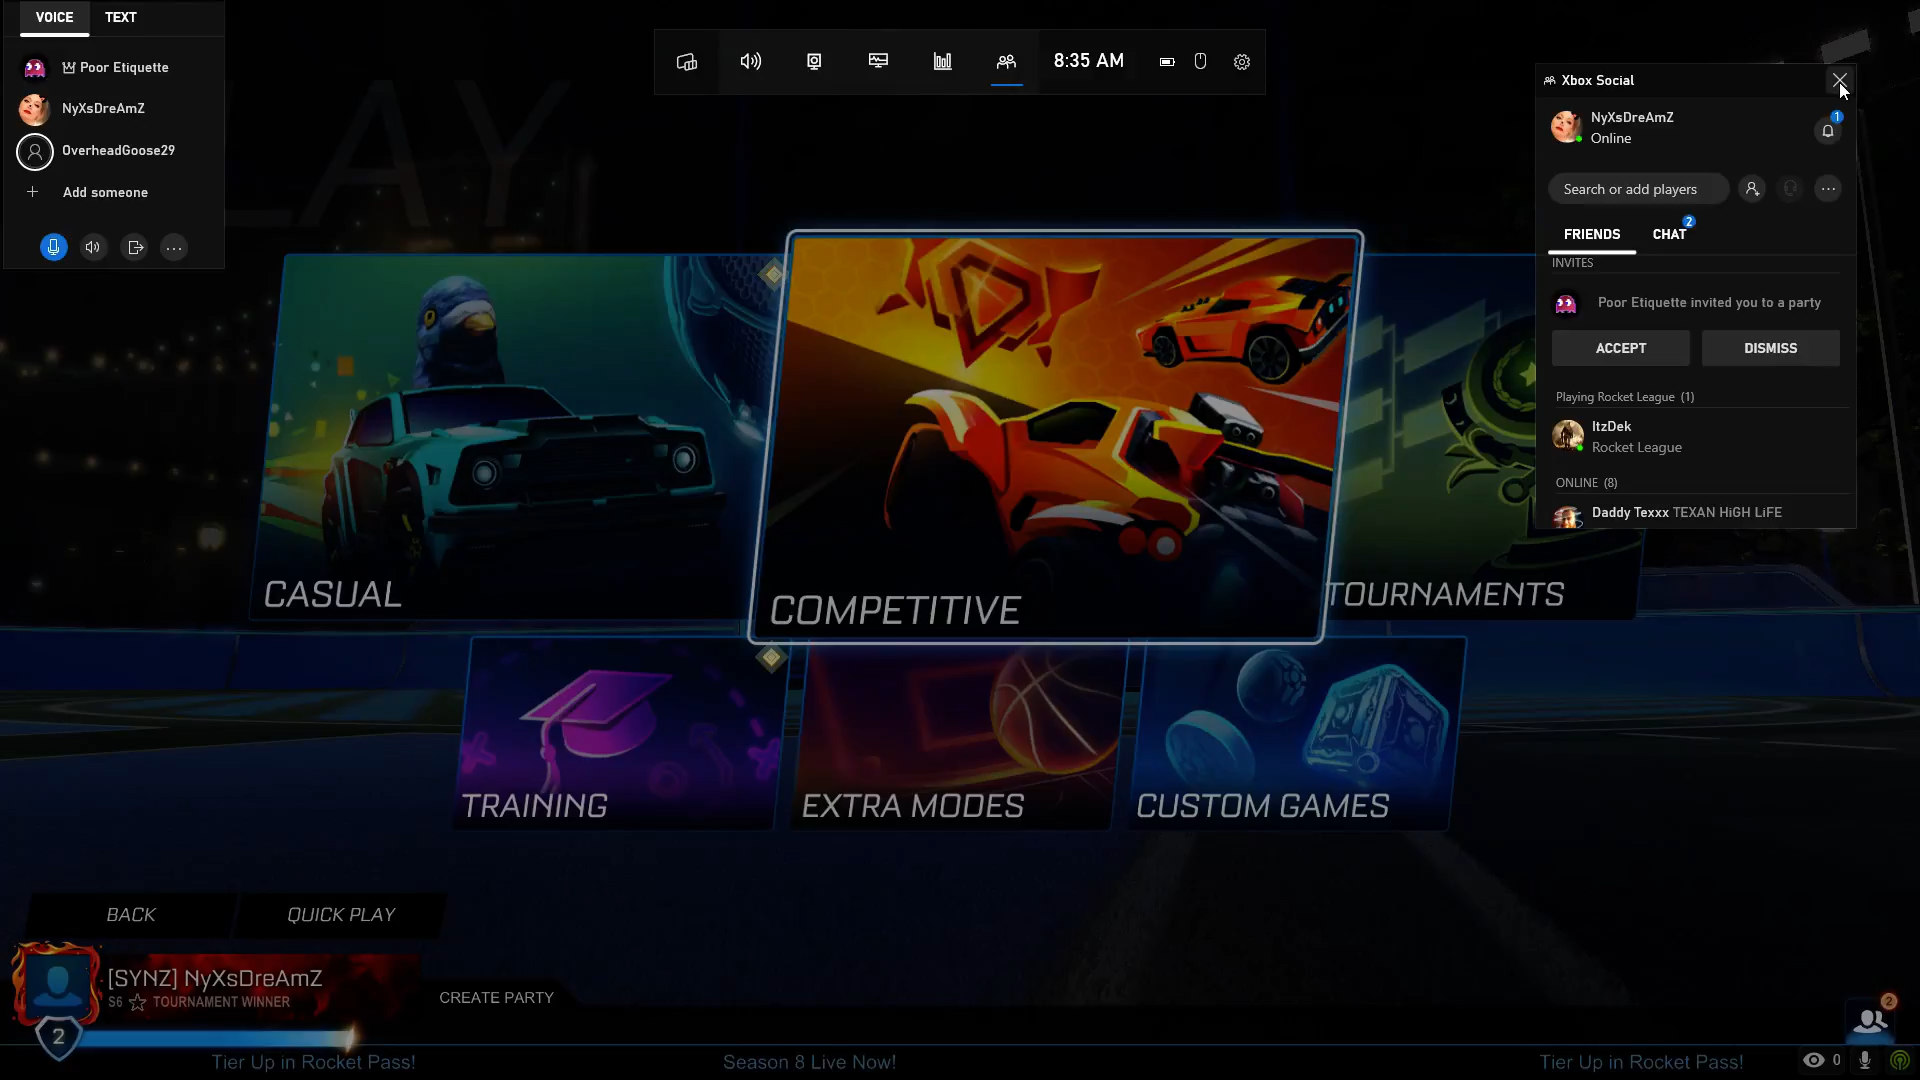 VOICE
TEXT
Poor Etiquette
NyXsDreAmZ
OverheadGoose29
Add someone
8:35 AM
Xbox Social
NyXsDreAmZ
Online
1
Search or add players
FRIENDS
CHAT
2
INVITES
Poor Etiquette invited you to a party
ACCEPT
DISMISS
Playing Rocket League (1)
ItzDek
Rocket League
ONLINE (8)
Daddy Texxx TEXAN HiGH LiFE
LAY
CASUAL
COMPETITIVE
TOURNAMENTS
TRAINING
EXTRA MODES
CUSTOM GAMES
BACK
QUICK PLAY
[SYNZ] NyXsDreAmZ
S6 TOURNAMENT WINNER
2
CREATE PARTY
2
Tier Up in Rocket Pass!
Season 8 Live Now!
Tier Up in Rocket Pass!
0